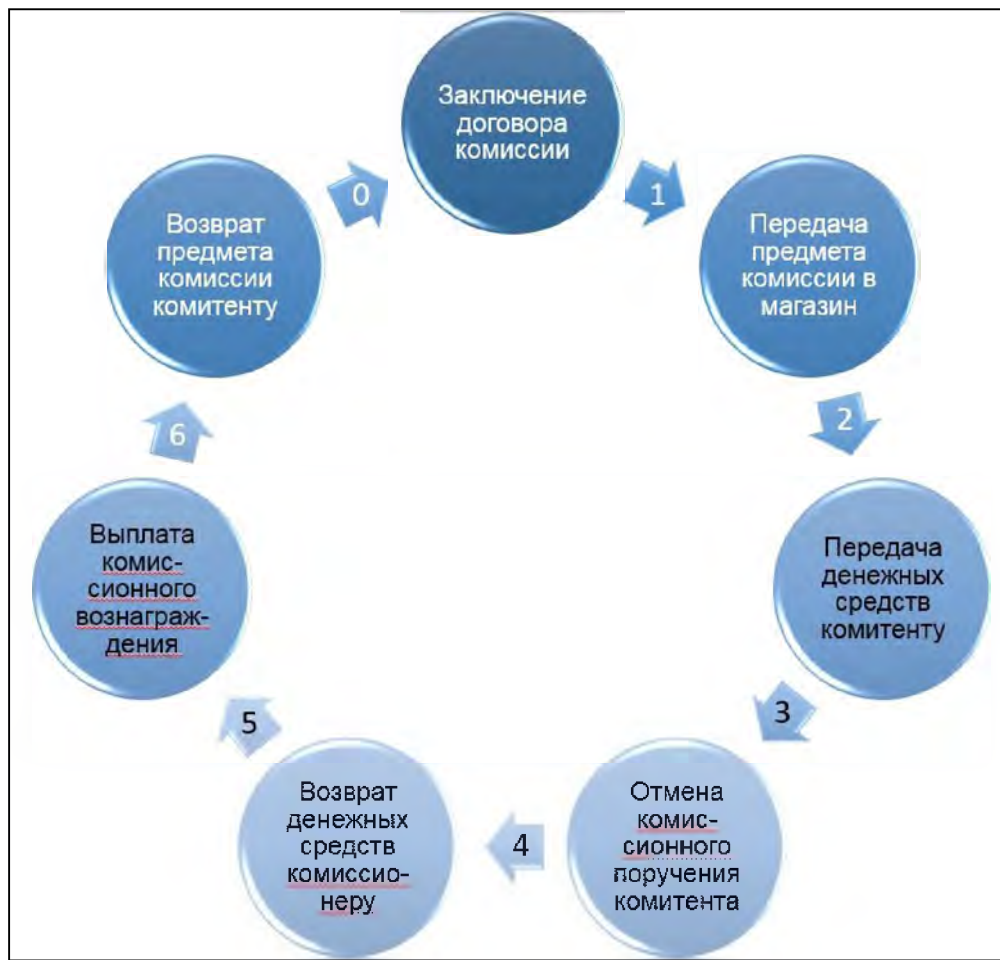 Заключение
договора
комиссии
1
Передача
предмета
комиссии в
магазин
2
Передача
денежных
средств
комитенту
3
Отмена
комис-
сионного
поручения
комитента
4
Возврат
денежных
средств
комиссио-
неру
5
Выплата
комис-
сионного
вознаграж-
дения
6
Возврат
предмета
комиссии
комитенту
0